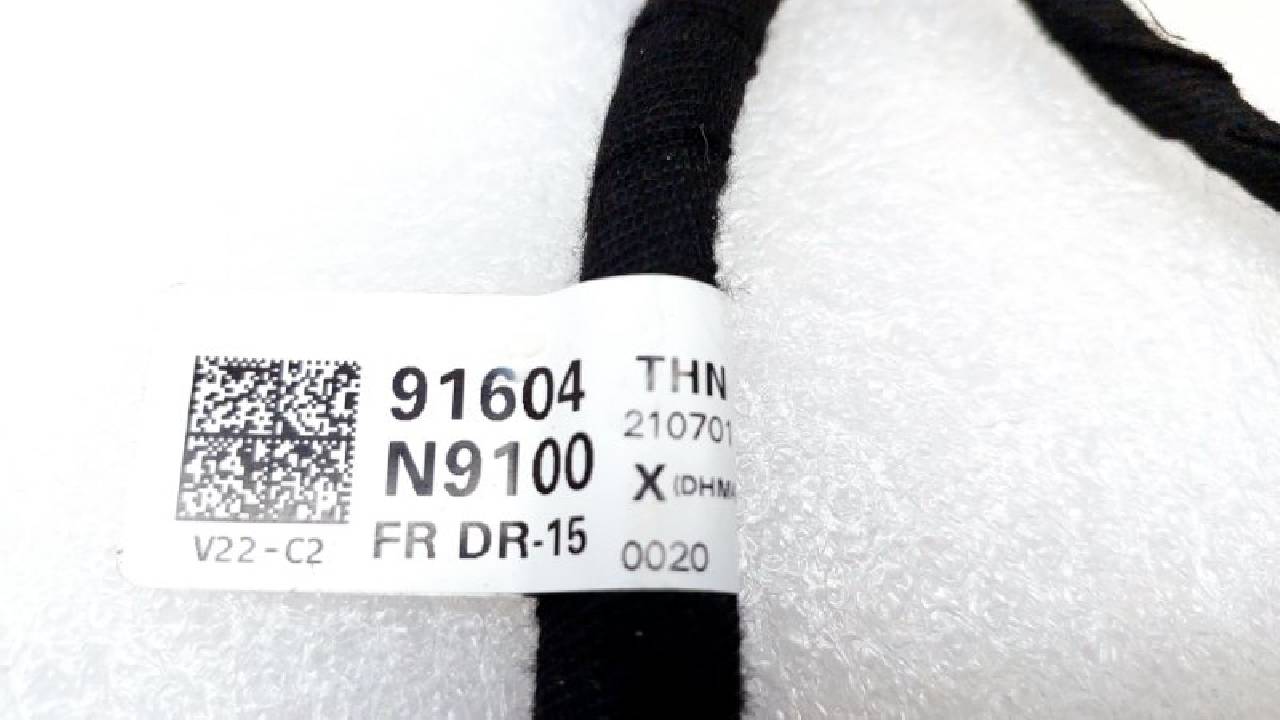 91604
N9100
FR DR-15
V22-C2
THN
210701
X (DHM
0020